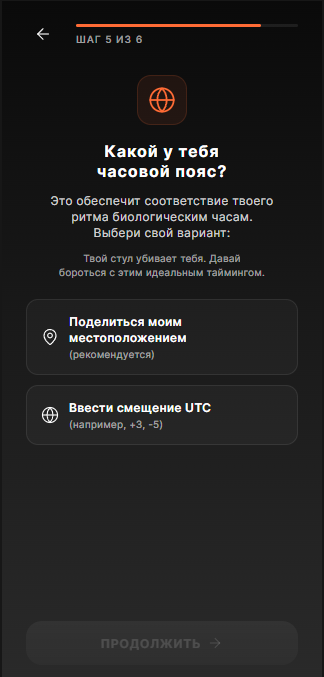 ШАГ 5 ИЗ 6
Какой у тебя
часовой пояс?
Это обеспечит соответствие твоего
ритма биологическим часам.
Выбери свой вариант:
Твой стул убивает тебя. Давай
бороться с этим идеальным таймингом.
Поделиться моим
местоположением
(рекомендуется)
Ввести смещение UTC
(например, +3, -5)
ПРОДОЛЖИТЬ